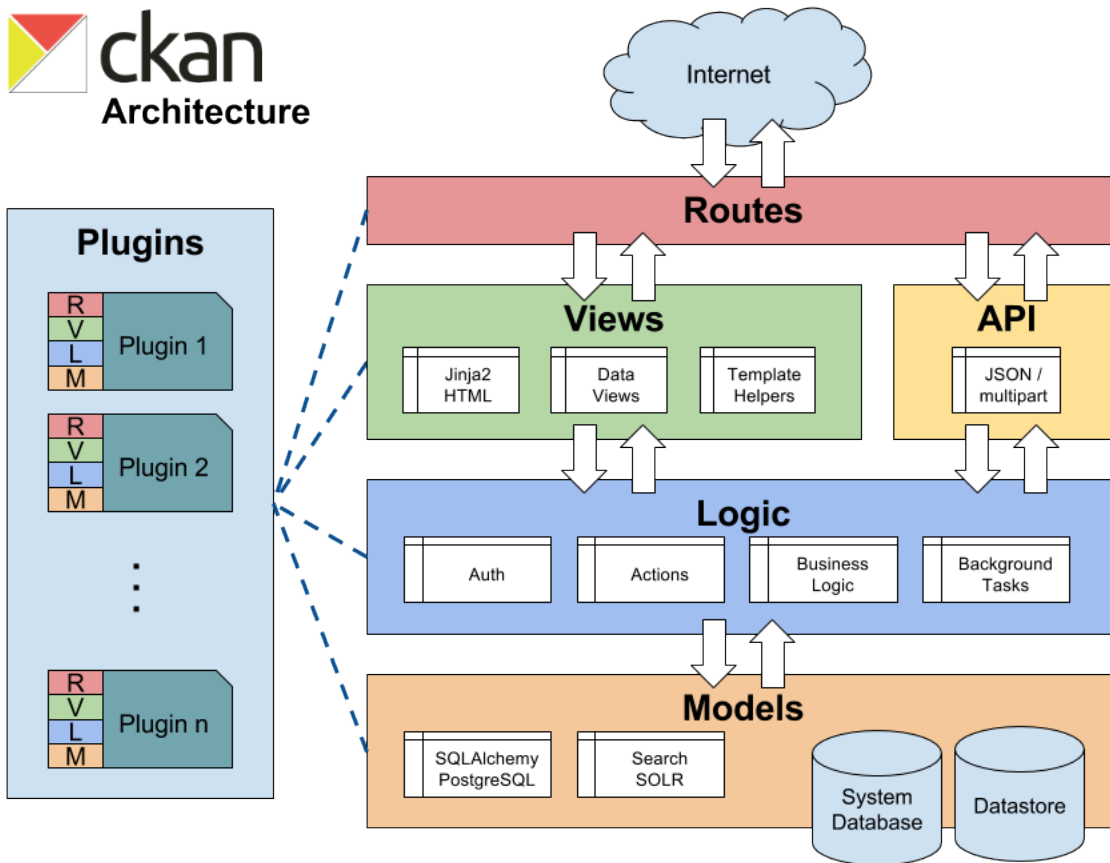 ckan
Architecture
Internet
Routes
Plugins
R
V
L
M
Plugin 1
R
V
L
M
Plugin 2
R
V
L
M
Plugin n
Views
Jinja2
HTML
Data
Views
Template
Helpers
API
JSON /
multipart
Logic
Auth
Actions
Business
Logic
Background
Tasks
Models
SQLAlchemy
PostgreSQL
Search
SOLR
System
Database
Datastore